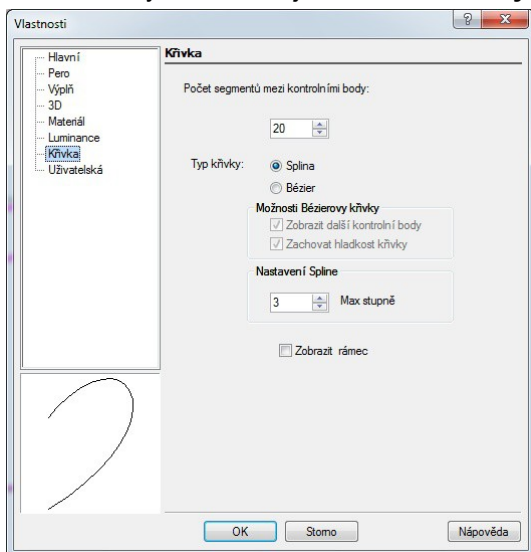 Vlastnosti
?
X
Hlavní
Pero
Výplň
3D
Materiál
Luminance
Křivka
Uživatelská
Křivka
Počet segmentů mezi kontrolními body:
20
Typ křivky:
Splina
Bézier
Možnosti Bézierovy křivky
Zobrazit další kontrolní body
Zachovat hladkost křivky
Nastavení Spline
3 Max stupně
Zobrazit rámec
OK
Storno
Nápověda